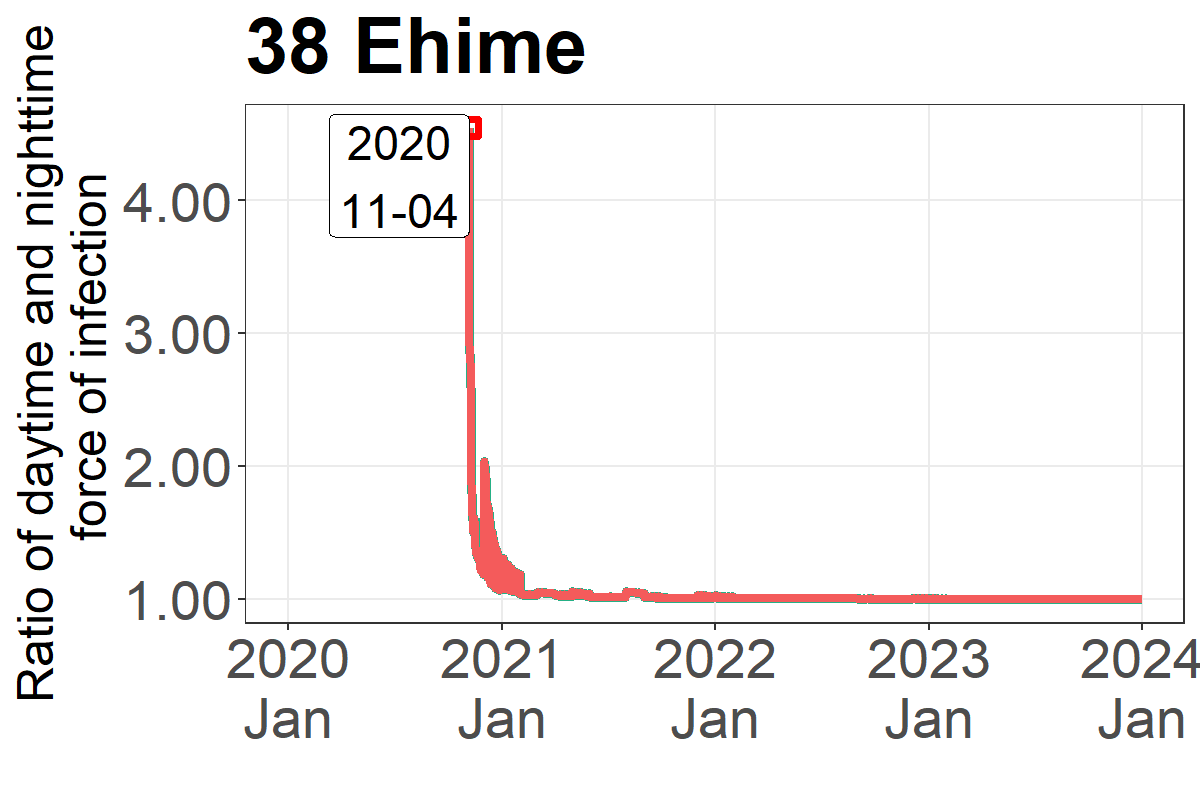 38 Ehime
Ratio of daytime and nighttime
force of infection
4.00
3.00
2.00
1.00
2020
11-04
2020
Jan
2021
Jan
2022
Jan
2023
Jan
2024
Jan